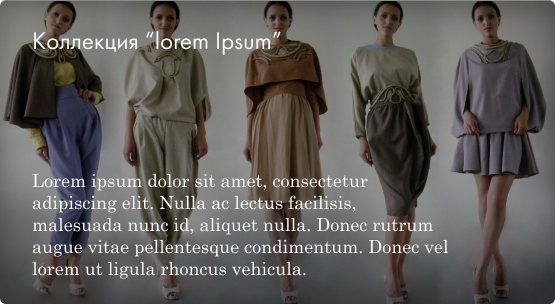 Коллекция “lorem Ipsum”
Lorem ipsum dolor sit amet, consectetur
adipiscing elit. Nulla ac lectus facilisis,
malesuada nunc id, aliquet nulla. Donec rutrum
augue vitae pellentesque condimentum. Donec vel
lorem ut ligula rhoncus vehicula.